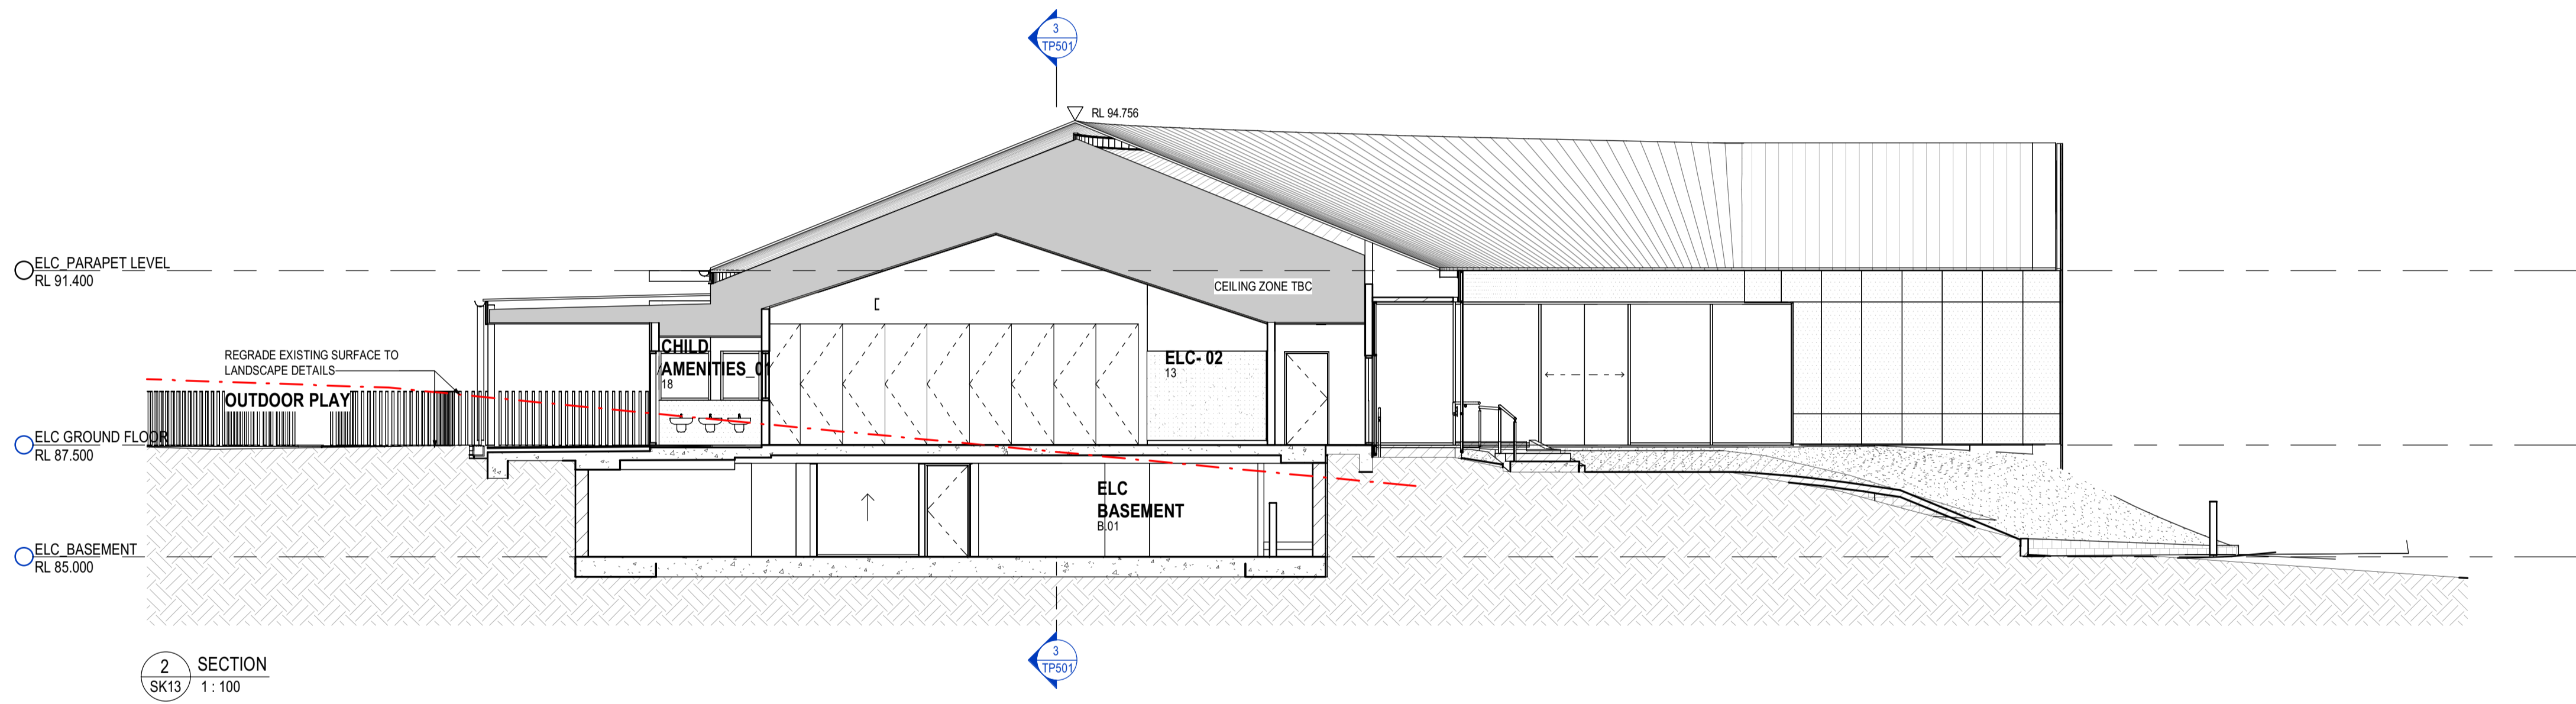 3
TP501
RL 94.756
ELC_PARAPET LEVEL
RL 91.400
CEILING ZONE TBC
REGRADE EXISTING SURFACE TO
LANDSCAPE DETAILS
CHILD
AMENITIES_01
18
ELC- 02
13
OUTDOOR PLAY
ELC GROUND FLOOR
RL 87.500
ELC
BASEMENT
B.01
ELC_BASEMENT
RL 85.000
2
SK13
SECTION
1 : 100
3
TP501